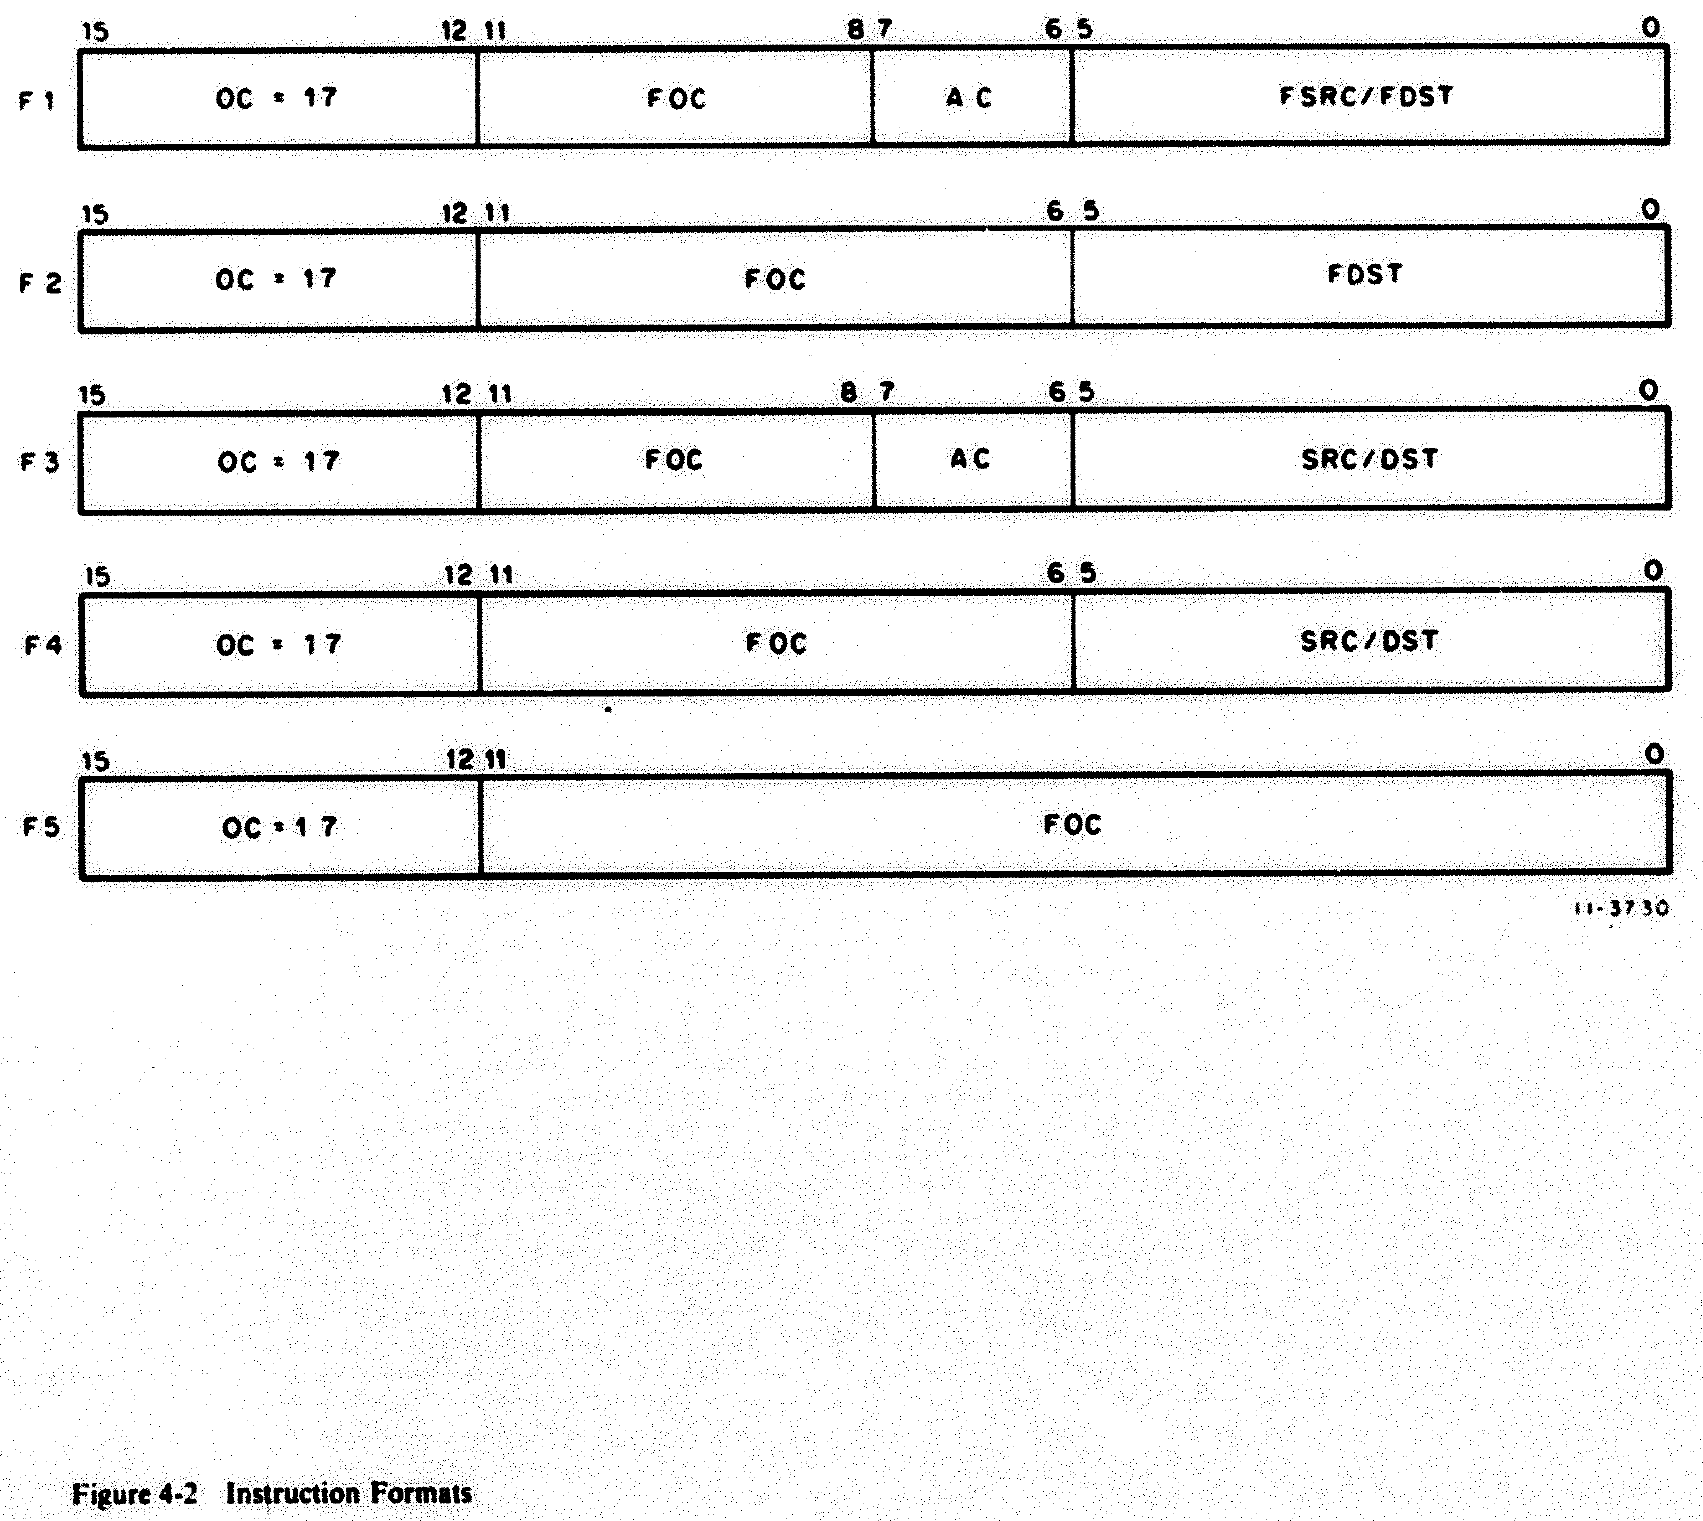 15 12 11 8 7 6 5 0
F1 OC = 17 FOC AC FSRC/FDST
15 12 11 6 5 0
F2 OC = 17 FOC FDST
15 12 11 8 7 6 5 0
F3 OC = 17 FOC AC SRC/DST
15 12 11 6 5 0
F4 OC = 17 FOC SRC/DST
15 12 11 0
F5 OC = 17 FOC
11-3730
Figure 4-2 Instruction Formats